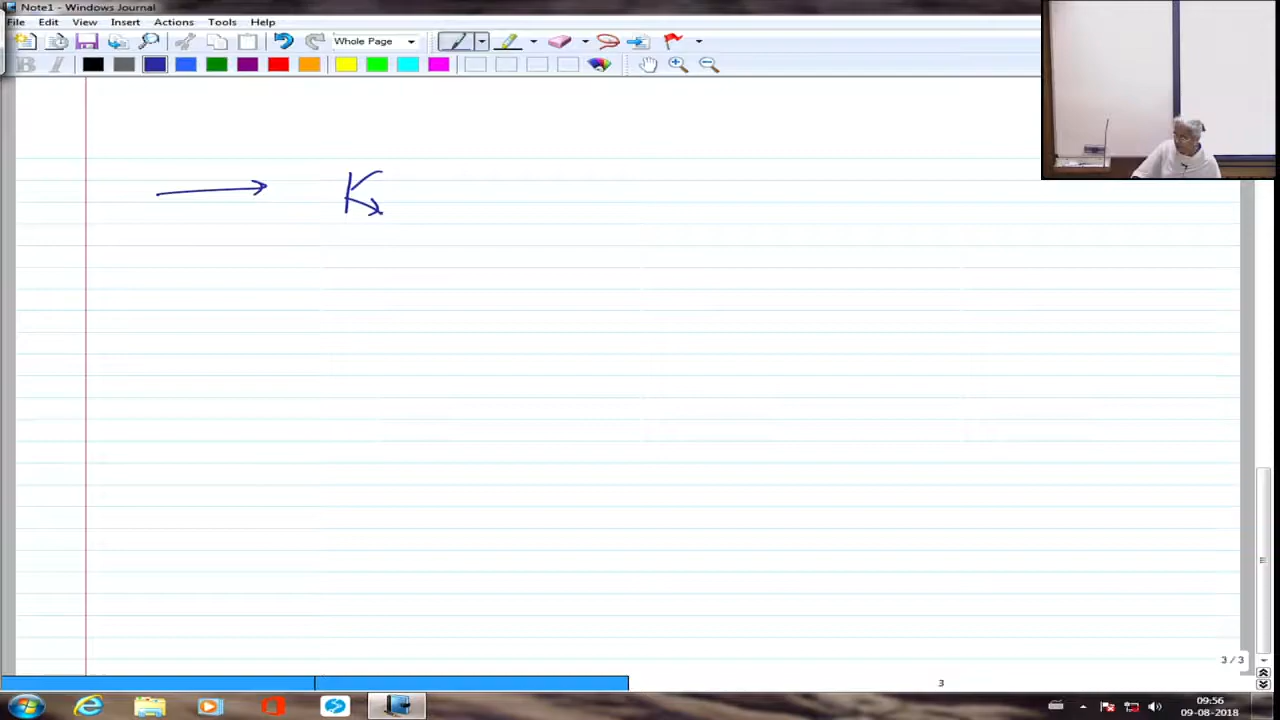 Note1 - Windows Journal
File Edit View Insert Actions Tools Help
Whole Page
B I
→ K
3 / 3
3
09:56
09-08-2018